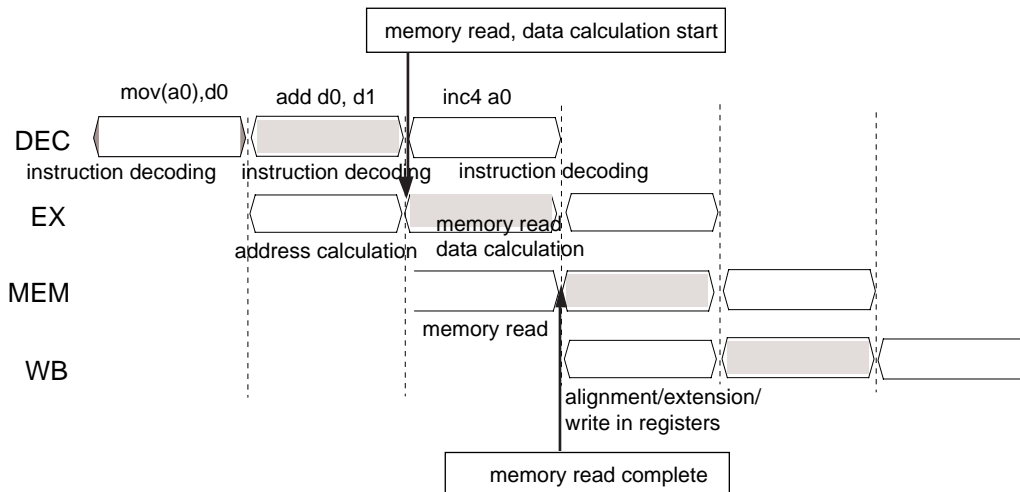 memory read, data calculation start
mov(a0),d0
add d0, d1
inc4 a0
DEC
instruction decoding
instruction decoding
instruction decoding
EX
memory read
address calculation
data calculation
MEM
memory read
WB
alignment/extension/
write in registers
memory read complete